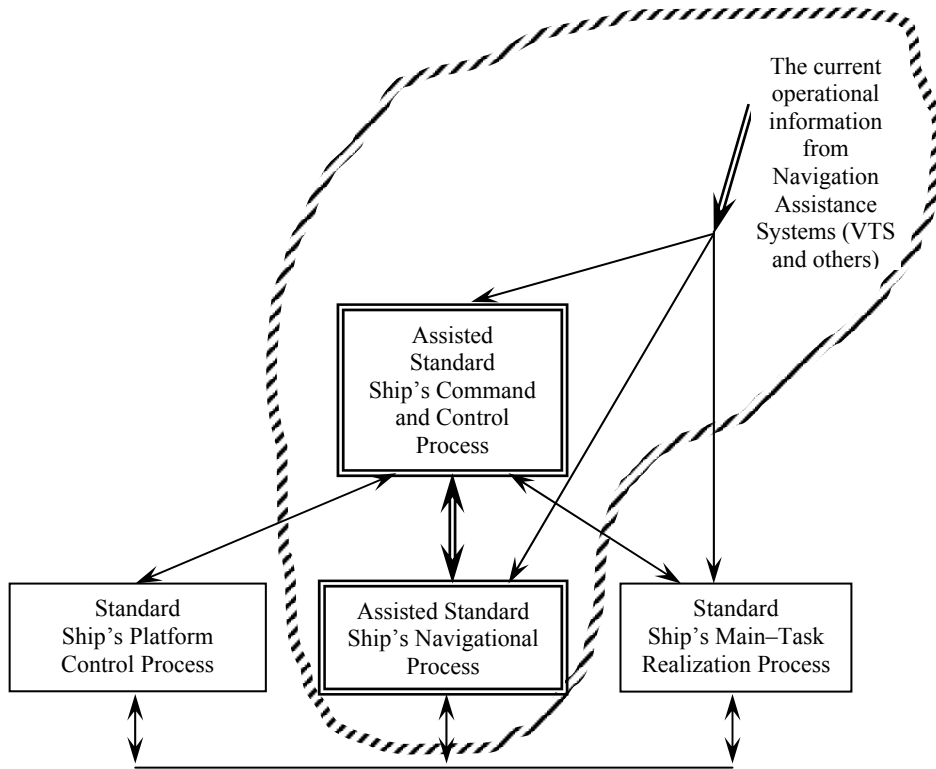 The current
operational
information
from
Navigation
Assistance
Systems (VTS
and others)
Assisted
Standard
Ship’s Command
and Control
Process
Standard
Ship’s Platform
Control Process
Assisted Standard
Ship’s Navigational
Process
Standard
Ship’s Main–Task
Realization Process